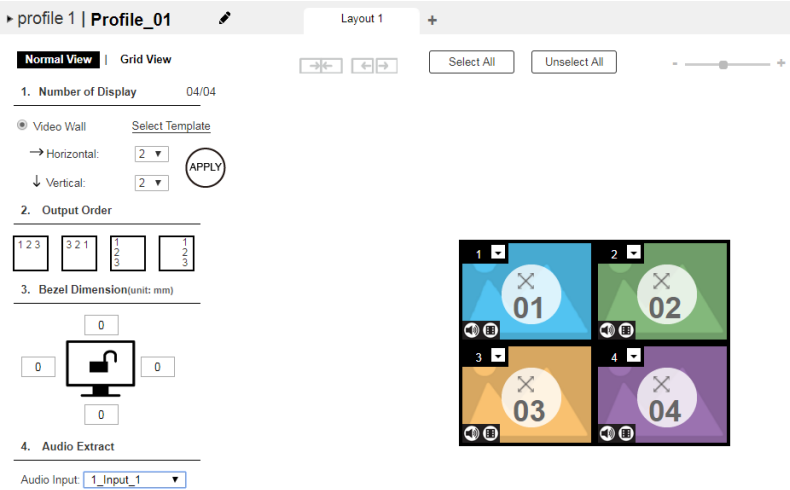 profile 1 | Profile_01
Layout 1
+
Normal View | Grid View
Select All
Unselect All
- +
1. Number of Display 04/04
Video Wall Select Template
Horizontal: 2
APPLY
Vertical: 2
2. Output Order
1 2 3
3 2 1
1
2
3
1
2
3
3. Bezel Dimension(unit: mm)
0
0
0
0
4. Audio Extract
Audio Input: 1_Input_1
1
01
2
02
3
03
4
04